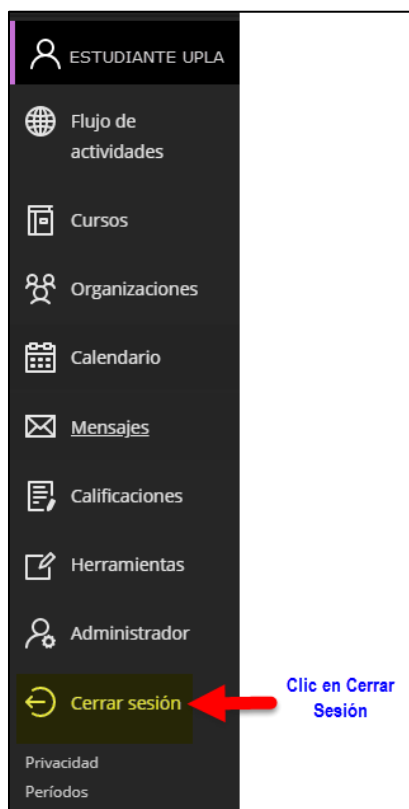 ESTUDIANTE UPLA
Flujo de
actividades
Cursos
Organizaciones
Calendario
Mensajes
Calificaciones
Herramientas
Administrador
Cerrar sesión
Clic en Cerrar
Sesión
Privacidad
Períodos